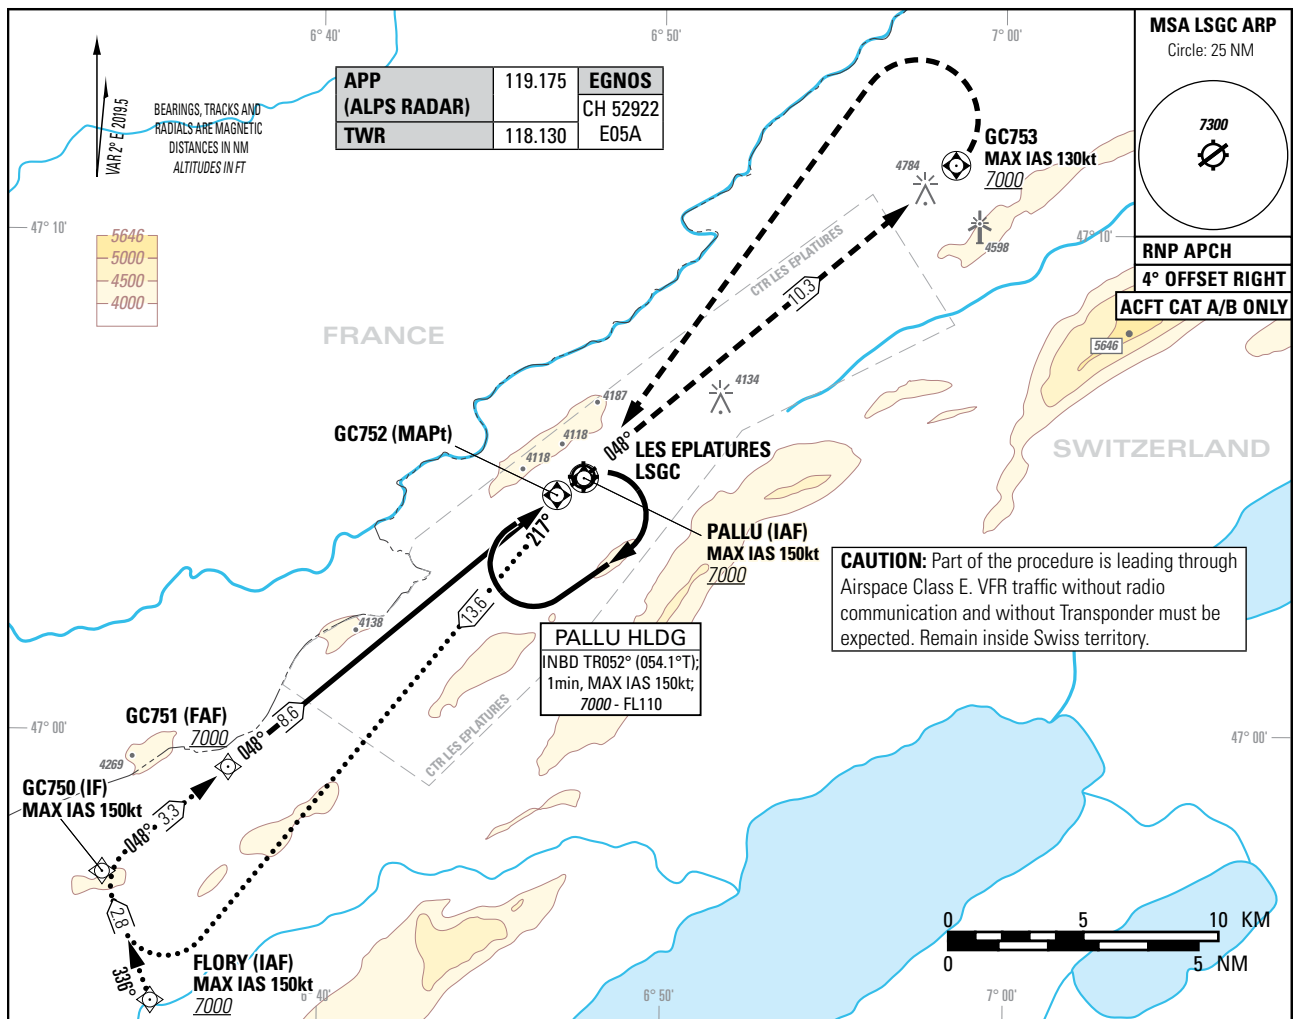 6° 40'
6° 50'
7° 00'
MSA LSGC ARP
Circle: 25 NM
7300
VAR 2° E 2019.5
BEARINGS, TRACKS AND
RADIALS ARE MAGNETIC
DISTANCES IN NM
ALTITUDES IN FT
APP
(ALPS RADAR)
119.175
EGNOS
CH 52922
E05A
TWR
118.130
GC753
MAX IAS 130kt
7000
4784
4598
47° 10'
47° 10'
5646
5000
4500
4000
RNP APCH
4° OFFSET RIGHT
ACFT CAT A/B ONLY
CTR LES EPLATURES
10.3
FRANCE
5646
4134
4187
GC752 (MAPt)
4118
4118
048°
LES EPLATURES
LSGC
SWITZERLAND
217°
PALLU (IAF)
MAX IAS 150kt
7000
CAUTION: Part of the procedure is leading through
Airspace Class E. VFR traffic without radio
communication and without Transponder must be
expected. Remain inside Swiss territory.
13.6
4138
PALLU HLDG
INBD TR052° (054.1°T);
1min, MAX IAS 150kt;
7000 - FL110
GC751 (FAF)
7000
048°
8.6
CTR LES EPLATURES
47° 00'
47° 00'
4269
GC750 (IF)
MAX IAS 150kt
048°
3.3
2.8
336°
FLORY (IAF)
MAX IAS 150kt
7000
0
5
10 KM
0
5 NM
6° 40'
6° 50'
7° 00'